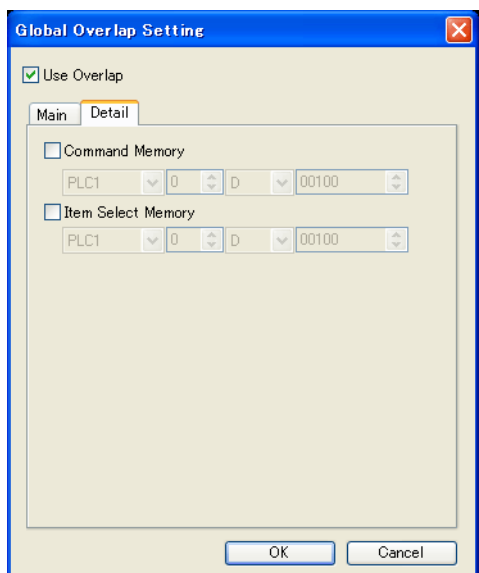 Global Overlap Setting
Use Overlap
Main Detail
Command Memory
PLC1 0 D 00100
Item Select Memory
PLC1 0 D 00100
OK Cancel